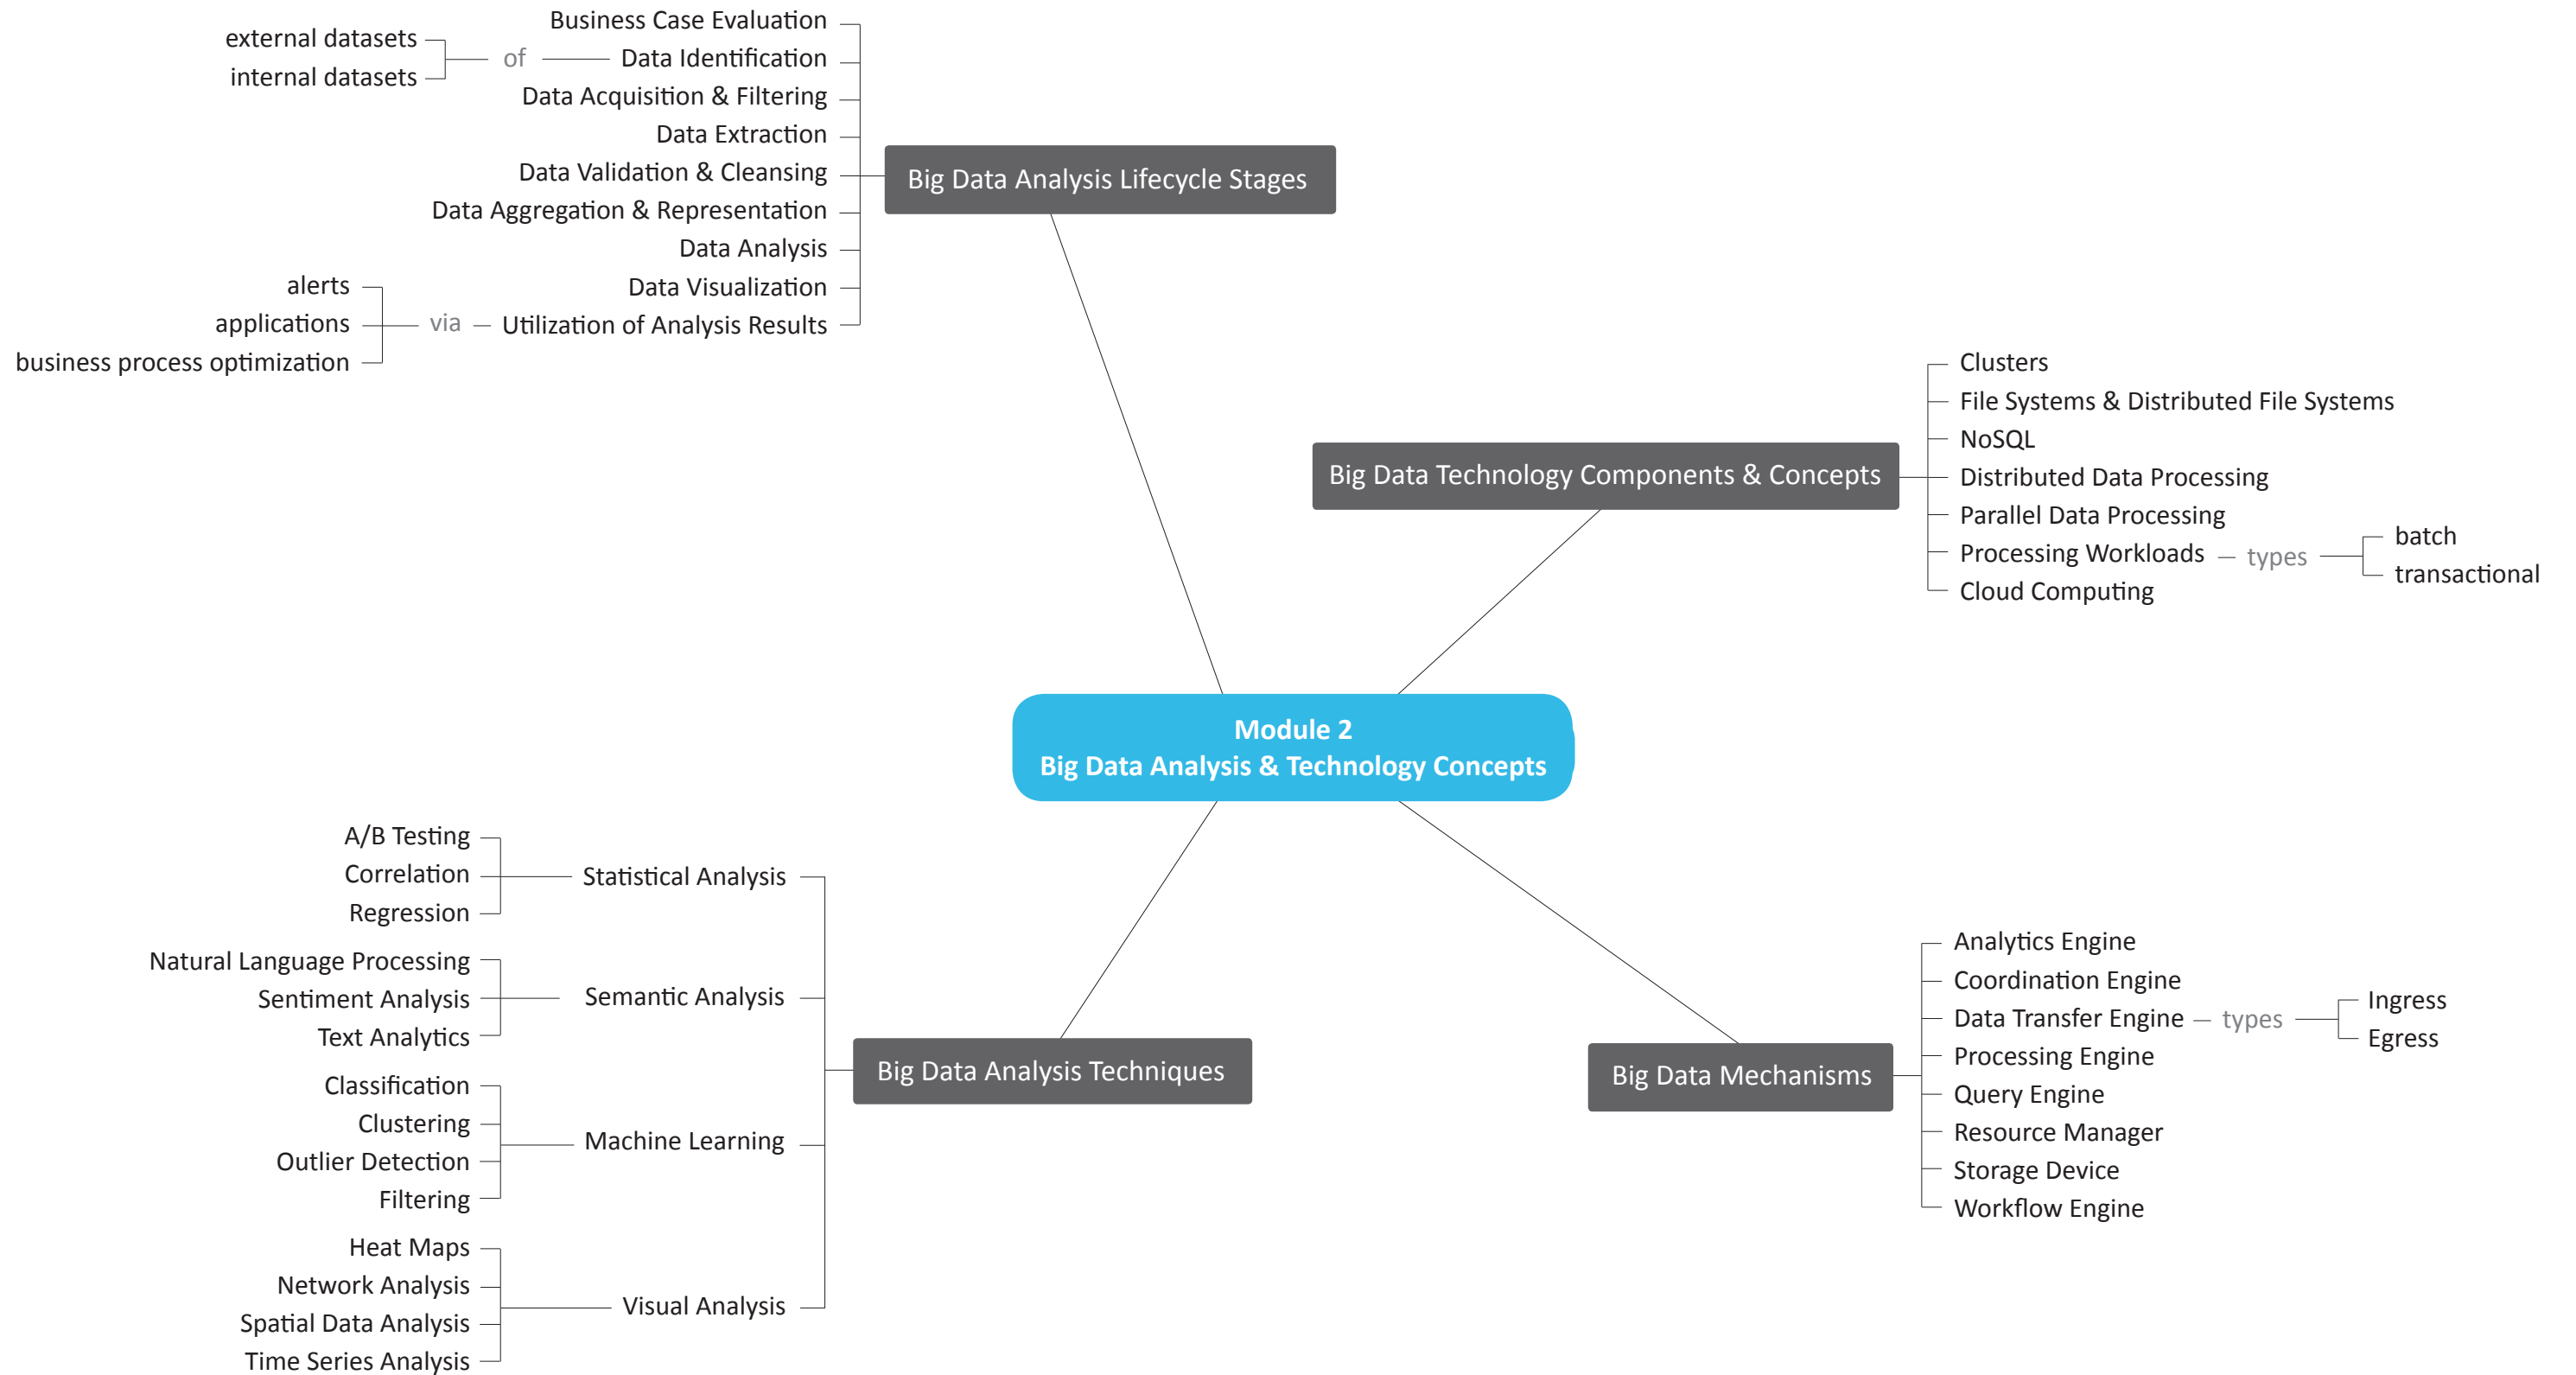 Business Case Evaluation
external datasets
of
Data Identification
internal datasets
Data Acquisition & Filtering
Data Extraction
Data Validation & Cleansing
Big Data Analysis Lifecycle Stages
Data Aggregation & Representation
Data Analysis
Data Visualization
alerts
applications
via
Utilization of Analysis Results
business process optimization
Clusters
File Systems & Distributed File Systems
NoSQL
Big Data Technology Components & Concepts
Distributed Data Processing
Parallel Data Processing
Processing Workloads
types
batch
transactional
Cloud Computing
Module 2
Big Data Analysis & Technology Concepts
A/B Testing
Correlation
Statistical Analysis
Regression
Natural Language Processing
Sentiment Analysis
Semantic Analysis
Text Analytics
Big Data Analysis Techniques
Classification
Clustering
Machine Learning
Outlier Detection
Filtering
Heat Maps
Network Analysis
Visual Analysis
Spatial Data Analysis
Time Series Analysis
Analytics Engine
Coordination Engine
Data Transfer Engine
types
Ingress
Egress
Processing Engine
Big Data Mechanisms
Query Engine
Resource Manager
Storage Device
Workflow Engine